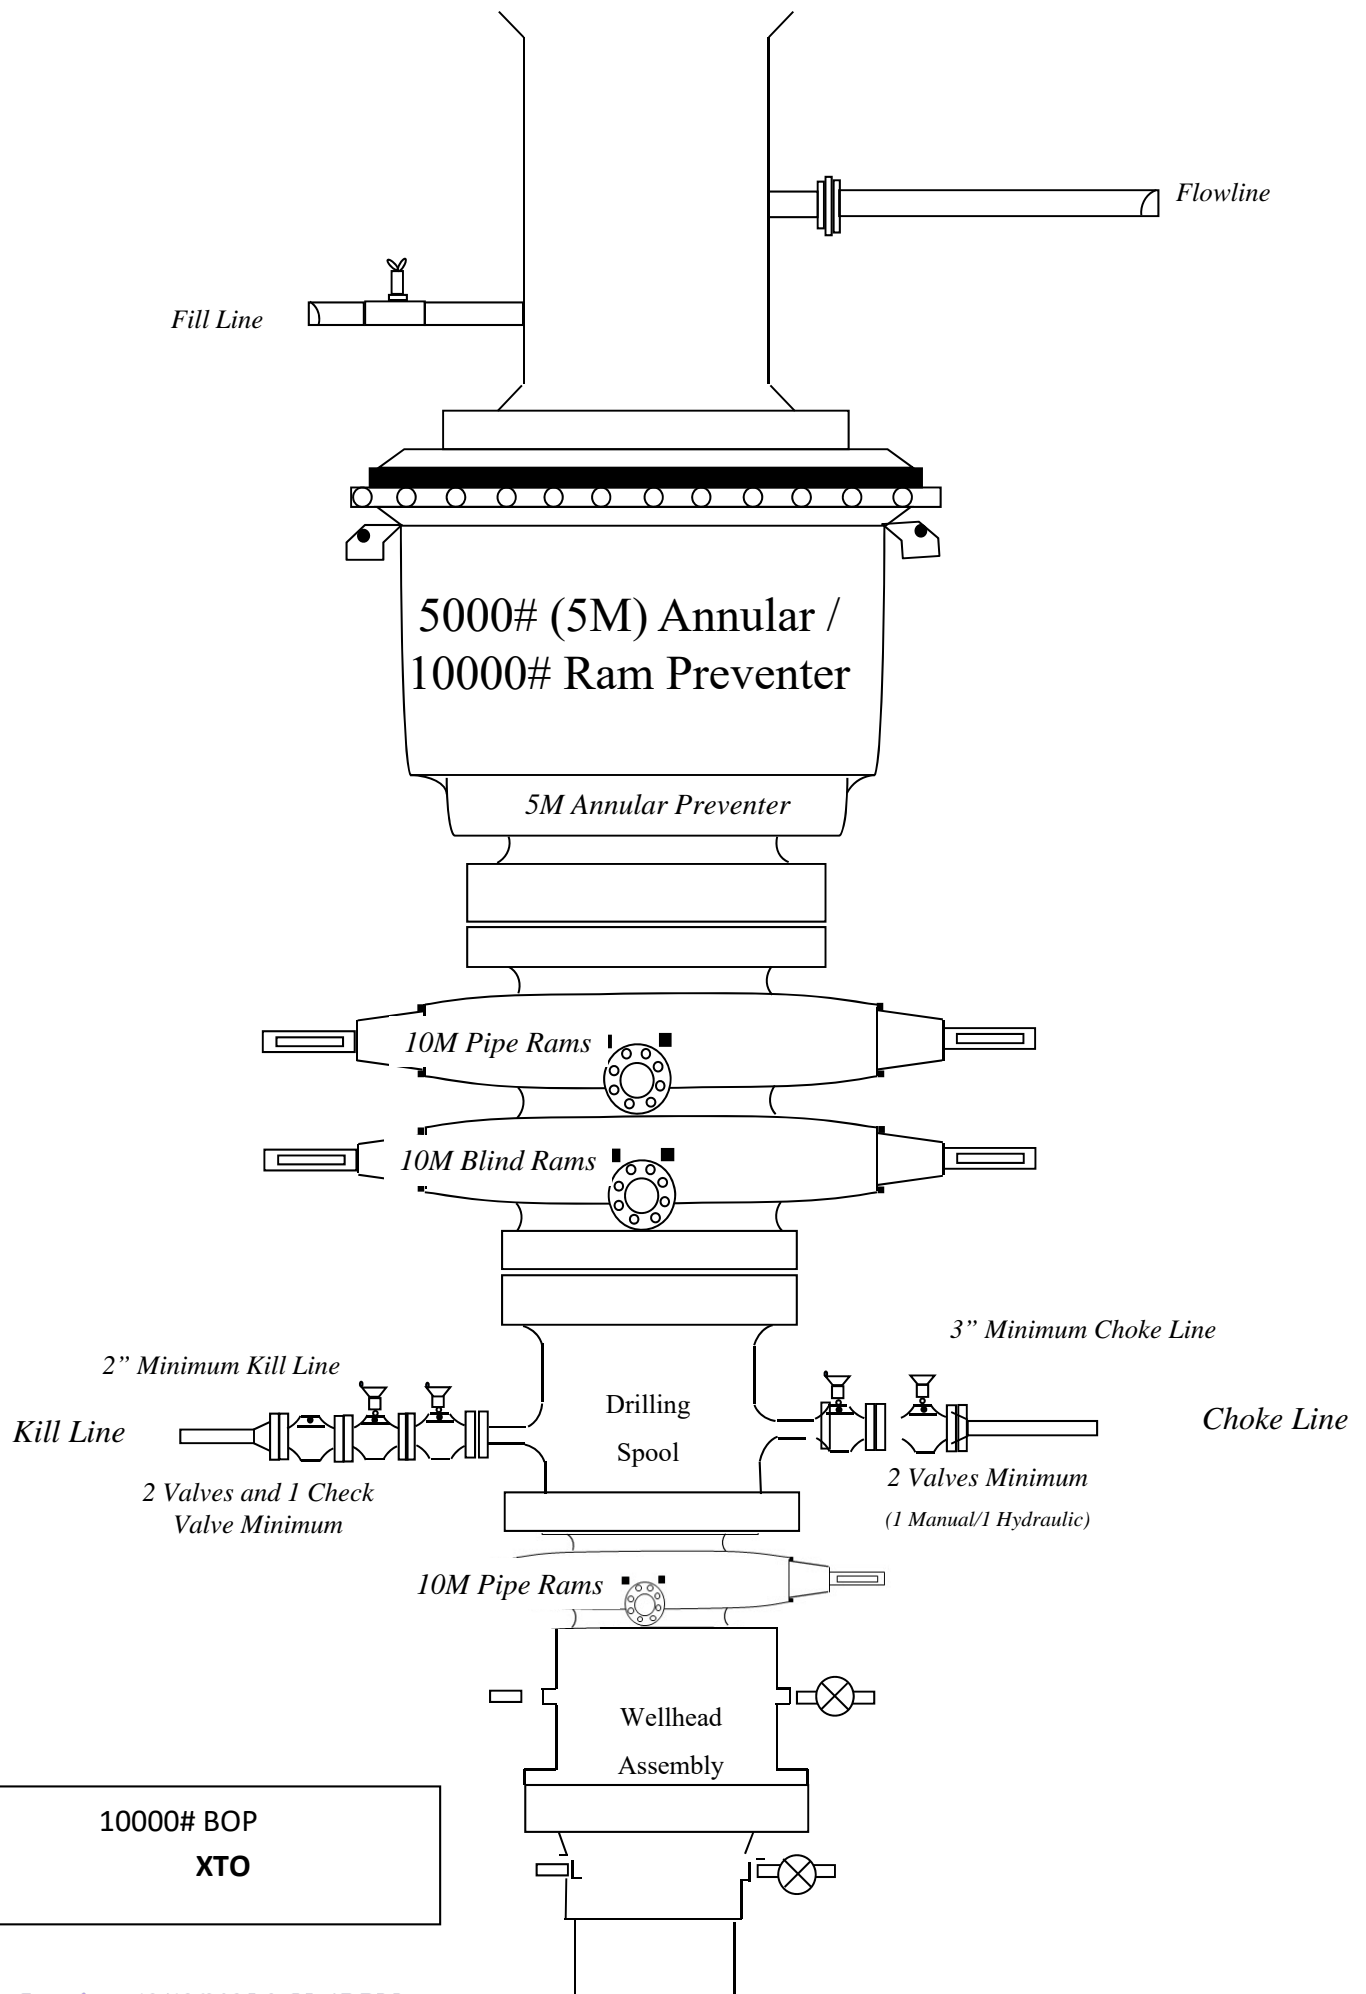 Flowline
Fill Line
5000# (5M) Annular /
10000# Ram Preventer
5M Annular Preventer
10M Pipe Rams
10M Blind Rams
3” Minimum Choke Line
2” Minimum Kill Line
Drilling
Spool
Kill Line
Choke Line
2 Valves and 1 Check
Valve Minimum
2 Valves Minimum
(1 Manual/1 Hydraulic)
10M Pipe Rams
Wellhead
Assembly
10000# BOP
XTO